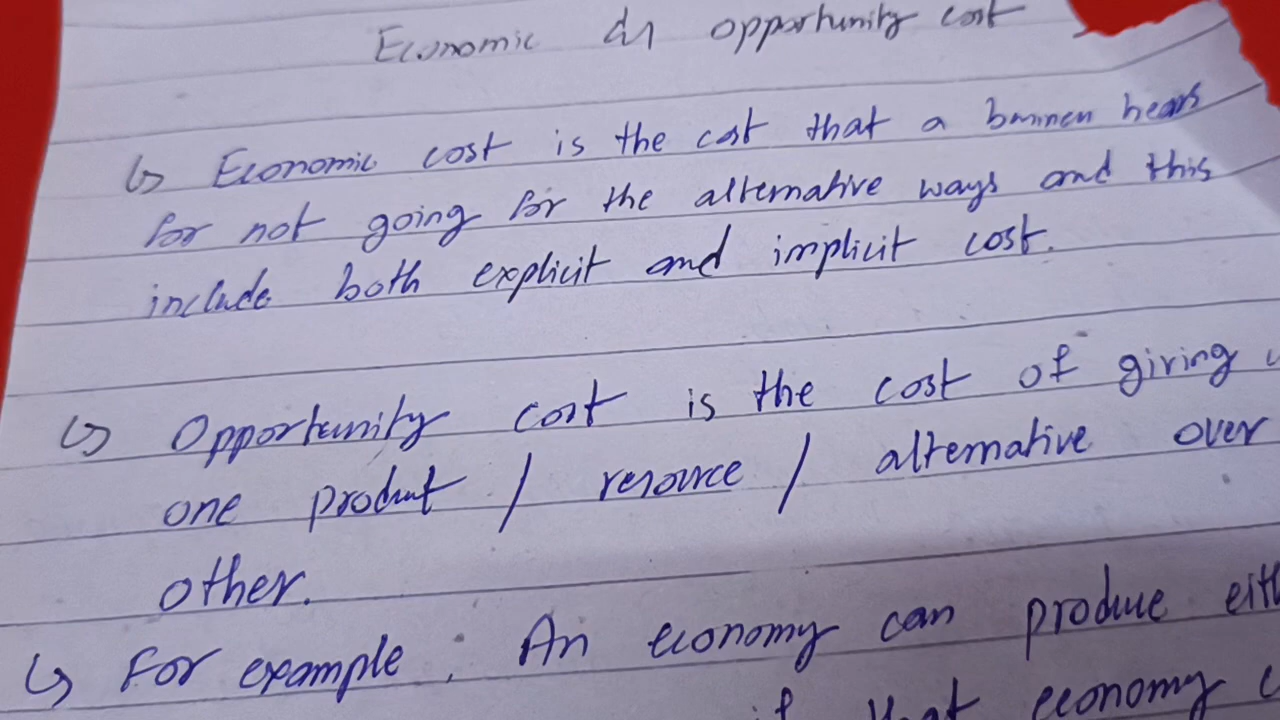 Economic opportunity cost
↳ Economic cost is the cost that a business bears
for not going for the alternative ways and this
include both explicit and implicit cost.
↳ Opportunity cost is the cost of giving
one product / resource / alternative over
other.
↳ For example : An economy can produce
if that economy